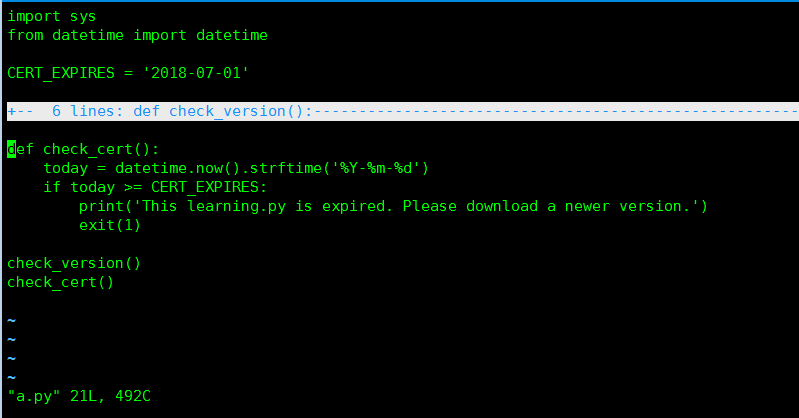 import sys
from datetime import datetime
CERT_EXPIRES = '2018-07-01'
+--  6 lines: def check_version():------------------------------------------------------
def check_cert():
    today = datetime.now().strftime('%Y-%m-%d')
    if today >= CERT_EXPIRES:
        print('This learning.py is expired. Please download a newer version.')
        exit(1)
check_version()
check_cert()
~
~
~
~
"a.py" 21L, 492C